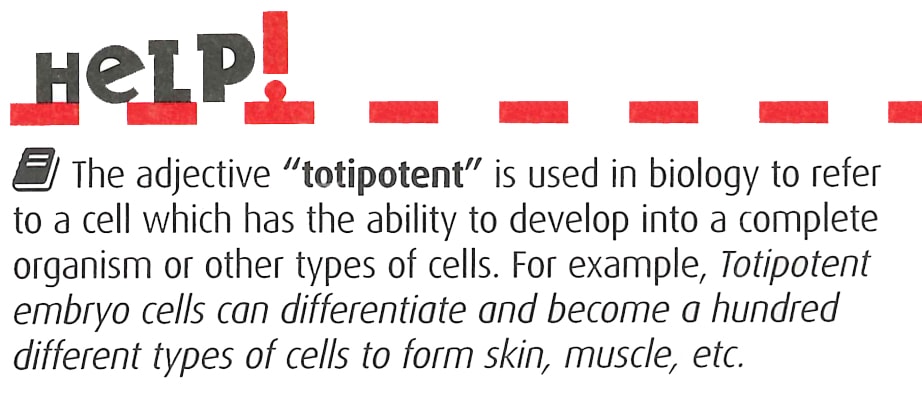 HeLP!
The adjective “totipotent” is used in biology to refer
to a cell which has the ability to develop into a complete
organism or other types of cells. For example, Totipotent
embryo cells can differentiate and become a hundred
different types of cells to form skin, muscle, etc.